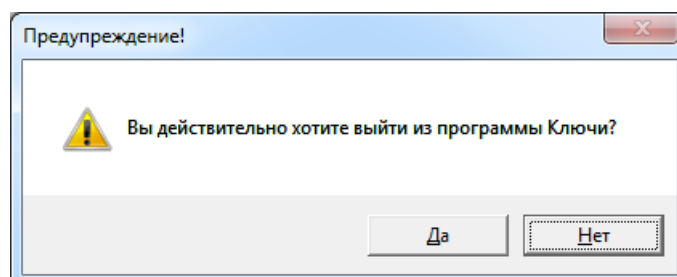 Предупреждение!
Вы действительно хотите выйти из программы Ключи?
Да
Нет